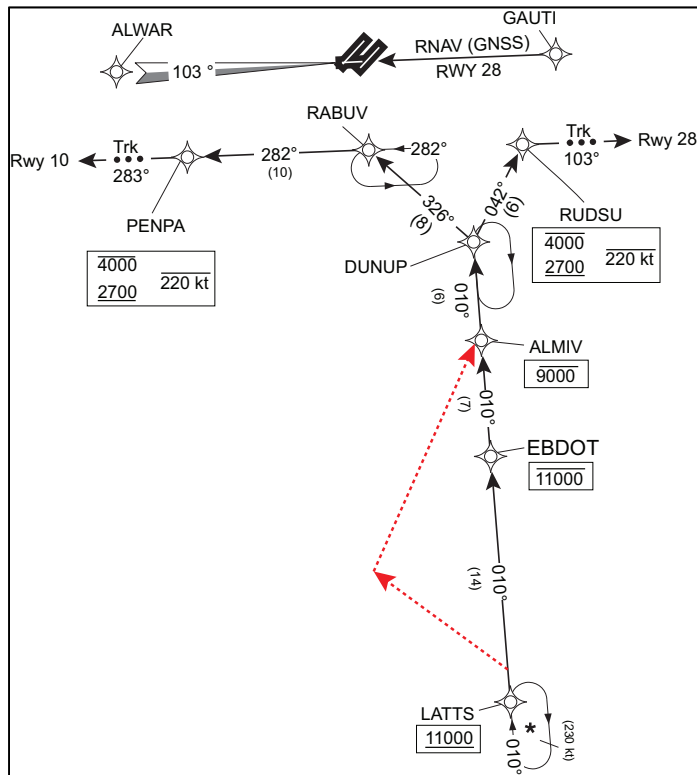 GAUTI
ALWAR
RNAV (GNSS)
103 °
RWY 28
RABUV
Trk
Rwy 10
283°
282°
(10)
282°
Trk
Rwy 28
103°
PENPA
326°
(8)
042°
(6)
RUDSU
4000
2700
220 kt
4000
2700
220 kt
DUNUP
010°
(6)
ALMIV
9000
010°
(7)
EBDOT
11000
010°
(14)
LATTS
11000
*
(230 kt)
010°